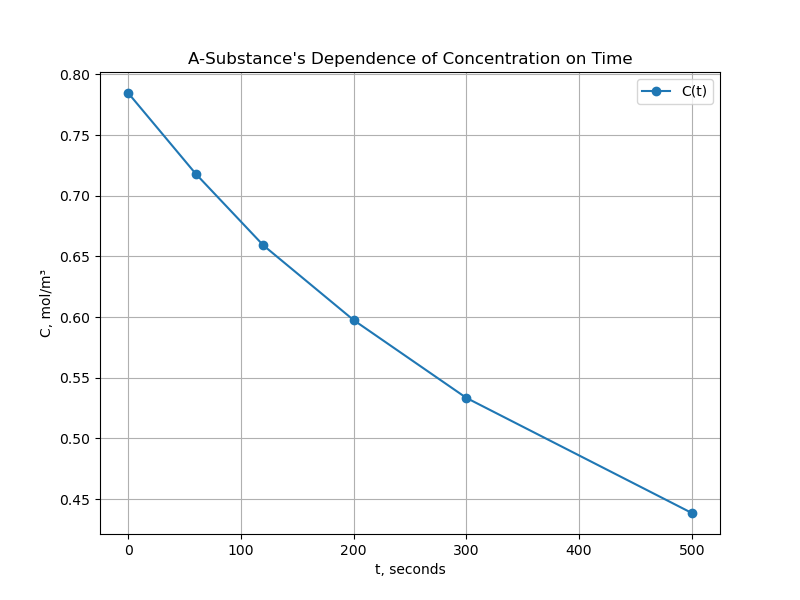 A-Substance's Dependence of Concentration on Time
C(t)
0.80
0.75
0.70
0.65
0.60
0.55
0.50
0.45
C, mol/m³
0 100 200 300 400 500
t, seconds